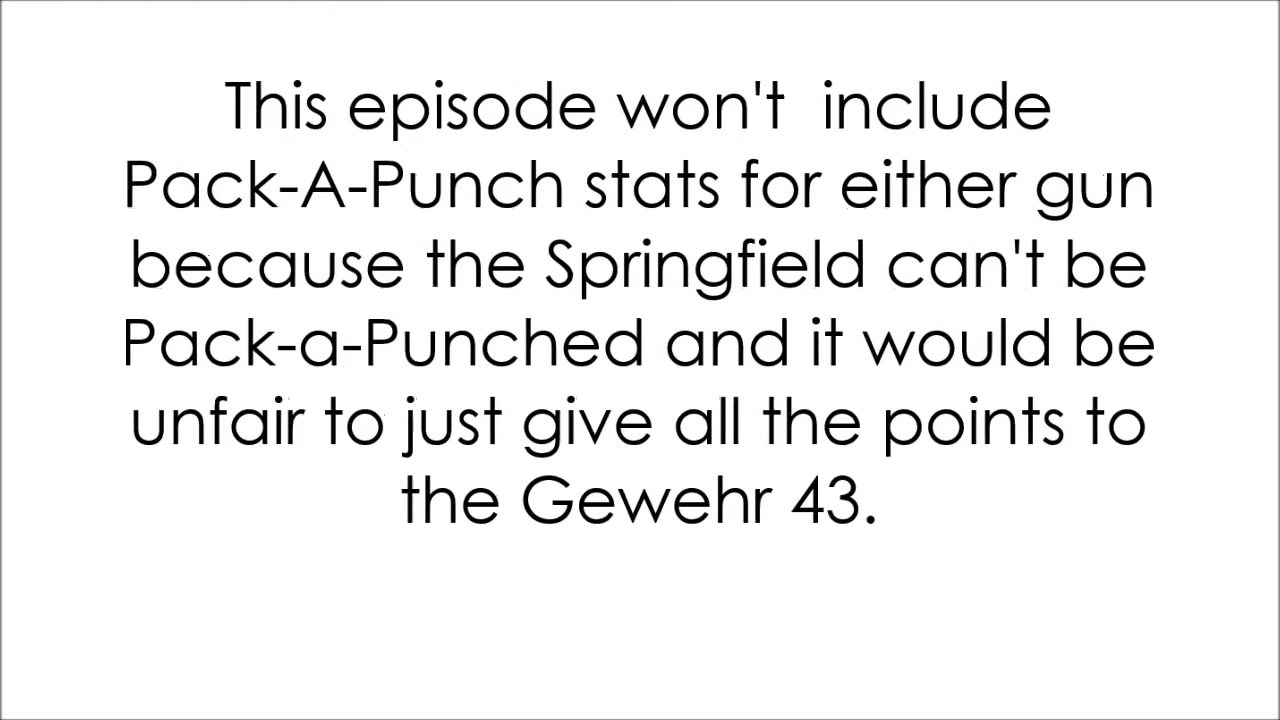 This episode won't  include
Pack-A-Punch stats for either gun
because the Springfield can't be
Pack-a-Punched and it would be
unfair to just give all the points to
the Gewehr 43.